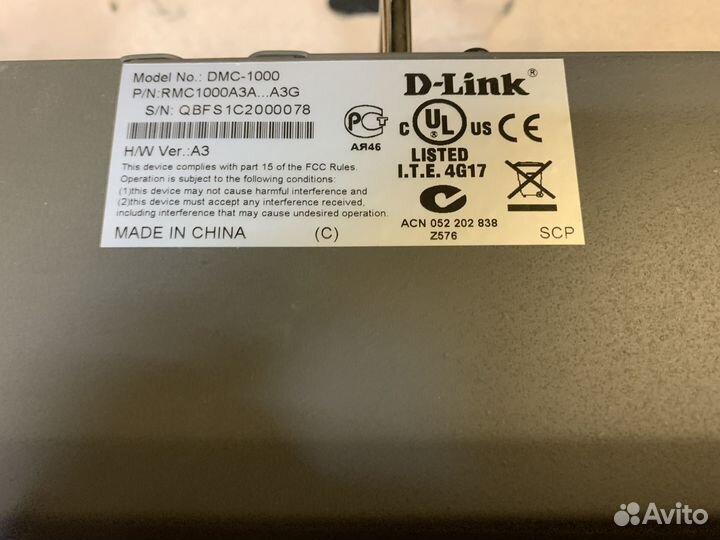 Model No.: DMC-1000
P/N:RMC1000A3A...A3G
S/N: QBFS1C2000078
H/W Ver.:A3
This device complies with part 15 of the FCC Rules.
Operation is subject to the following conditions:
(1)this device may not cause harmful interference and
(2)this device must accept any interference received,
including interference that may cause undesired operation.
MADE IN CHINA (C)
РСТ
АЯ46
D-Link®
C UL® US CE
LISTED
I.T.E. 4G17
ACN 052 202 838
Z576
SCP
Avito